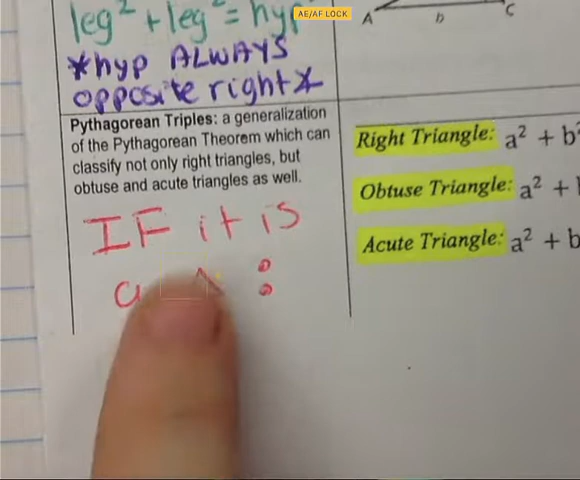 AE/AF LOCK
leg² + leg² = hyp
*hyp ALWAYS
opposite right*
A b C
Pythagorean Triples: a generalization
of the Pythagorean Theorem which can
classify not only right triangles, but
obtuse and acute triangles as well.
Right Triangle: a² + b²
Obtuse Triangle: a² +
Acute Triangle: a² + b
IF it is
a :